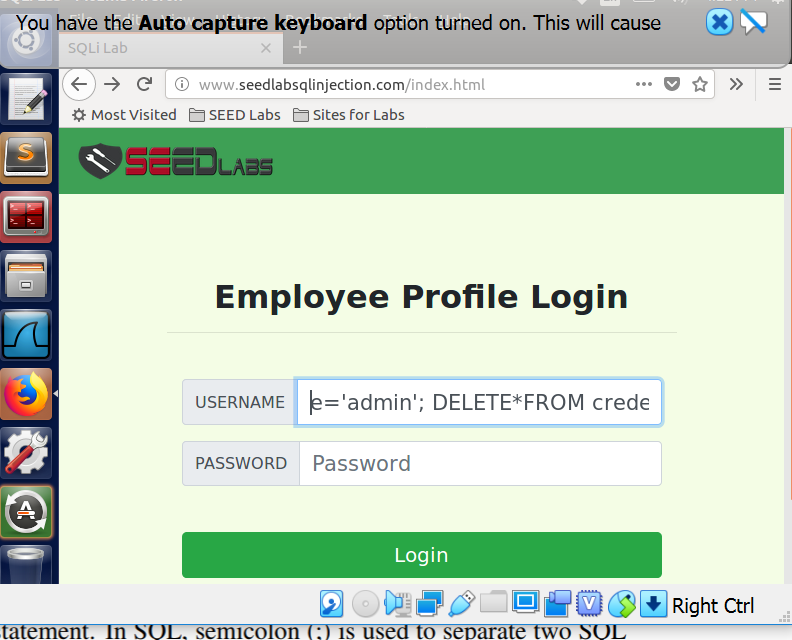 You have the Auto capture keyboard option turned on. This will cause
SQLi Lab
www.seedlabsqlinjection.com/index.html
Most Visited SEED Labs Sites for Labs
SEEDLABS
Employee Profile Login
USERNAME e='admin'; DELETE*FROM crede
PASSWORD Password
Login
Right Ctrl
statement. In SQL, semicolon (;) is used to separate two SQL